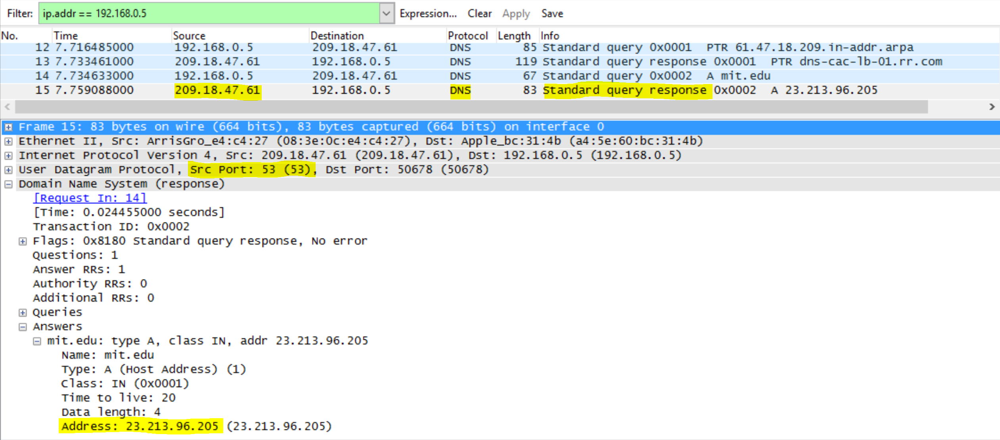 Filter: ip.addr == 192.168.0.5 Expression... Clear Apply Save
No. Time Source Destination Protocol Length Info
12 7.716485000 192.168.0.5 209.18.47.61 DNS 85 Standard query 0x0001 PTR 61.47.18.209.in-addr.arpa
13 7.733461000 209.18.47.61 192.168.0.5 DNS 119 Standard query response 0x0001 PTR dns-cac-lb-01.rr.com
14 7.734633000 192.168.0.5 209.18.47.61 DNS 67 Standard query 0x0002 A mit.edu
15 7.759088000 209.18.47.61 192.168.0.5 DNS 83 Standard query response 0x0002 A 23.213.96.205
Frame 15: 83 bytes on wire (664 bits), 83 bytes captured (664 bits) on interface 0
Ethernet II, Src: ArrisGro_e4:c4:27 (08:3e:0c:e4:c4:27), Dst: Apple_bc:31:4b (a4:5e:60:bc:31:4b)
Internet Protocol Version 4, Src: 209.18.47.61 (209.18.47.61), Dst: 192.168.0.5 (192.168.0.5)
User Datagram Protocol, Src Port: 53 (53), Dst Port: 50678 (50678)
Domain Name System (response)
[Request In: 14]
[Time: 0.024455000 seconds]
Transaction ID: 0x0002
Flags: 0x8180 Standard query response, No error
Questions: 1
Answer RRs: 1
Authority RRs: 0
Additional RRs: 0
Queries
Answers
mit.edu: type A, class IN, addr 23.213.96.205
Name: mit.edu
Type: A (Host Address) (1)
Class: IN (0x0001)
Time to live: 20
Data length: 4
Address: 23.213.96.205 (23.213.96.205)